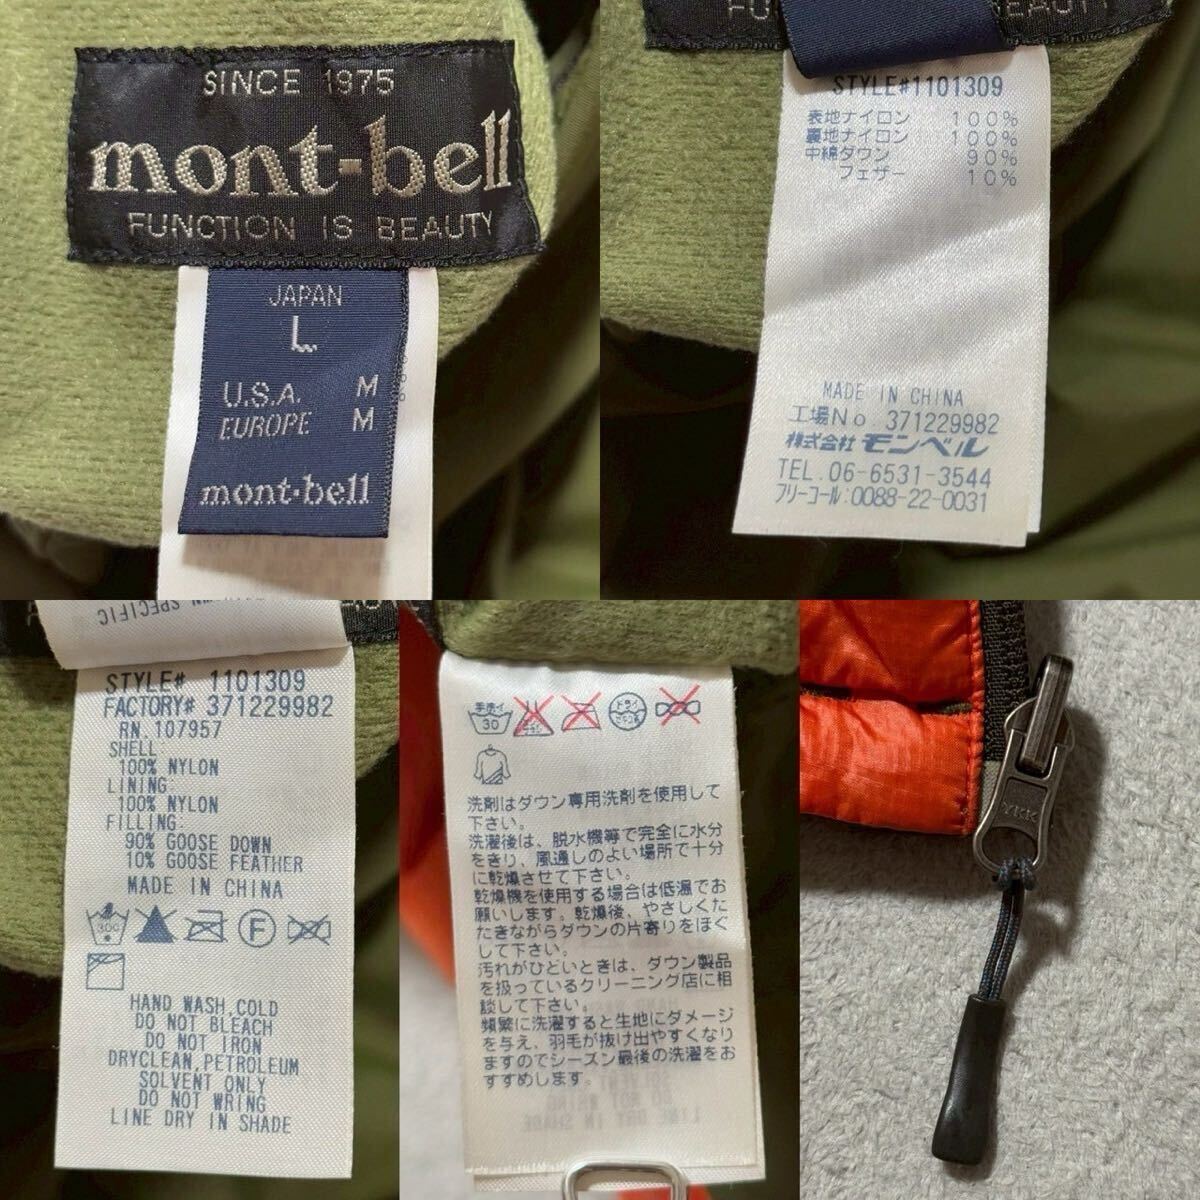 SINCE 1975
mont-bell
FUNCTION IS BEAUTY
JAPAN
L
U.S.A. M
EUROPE M
mont-bell
STYLE#1101309
表地ナイロン 100%
裏地ナイロン 100%
中綿ダウン 90%
フェザー 10%
MADE IN CHINA
工場No 371229982
株式会社モンベル
TEL.06-6531-3544
フリーコール:0088-22-0031
SPECIFIC
STYLE# 1101309
FACTORY# 371229982
RN.107957
SHELL:
100% NYLON
LINING:
100% NYLON
FILLING:
90% GOOSE DOWN
10% GOOSE FEATHER
MADE IN CHINA
F
HAND WASH,COLD
DO NOT BLEACH
DO NOT IRON
DRYCLEAN,PETROLEUM
SOLVENT ONLY
DO NOT WRING
LINE DRY IN SHADE
手洗イ
30
ドライ
セキユ系
洗剤はダウン専用洗剤を使用して
下さい。
洗濯後は、脱水機等で完全に水分
をきり、風通しのよい場所で十分
に乾燥させて下さい。
乾燥機を使用する場合は低温でお
願いします。乾燥後、やさしくた
たきながらダウンの片寄りをほぐ
して下さい。
汚れがひどいときは、ダウン製品
を扱っているクリーニング店に相
談して下さい。
頻繁に洗濯すると生地にダメージ
を与え、羽毛が抜け出やすくなり
ますのでシーズン最後の洗濯をお
すすめします。
YKK